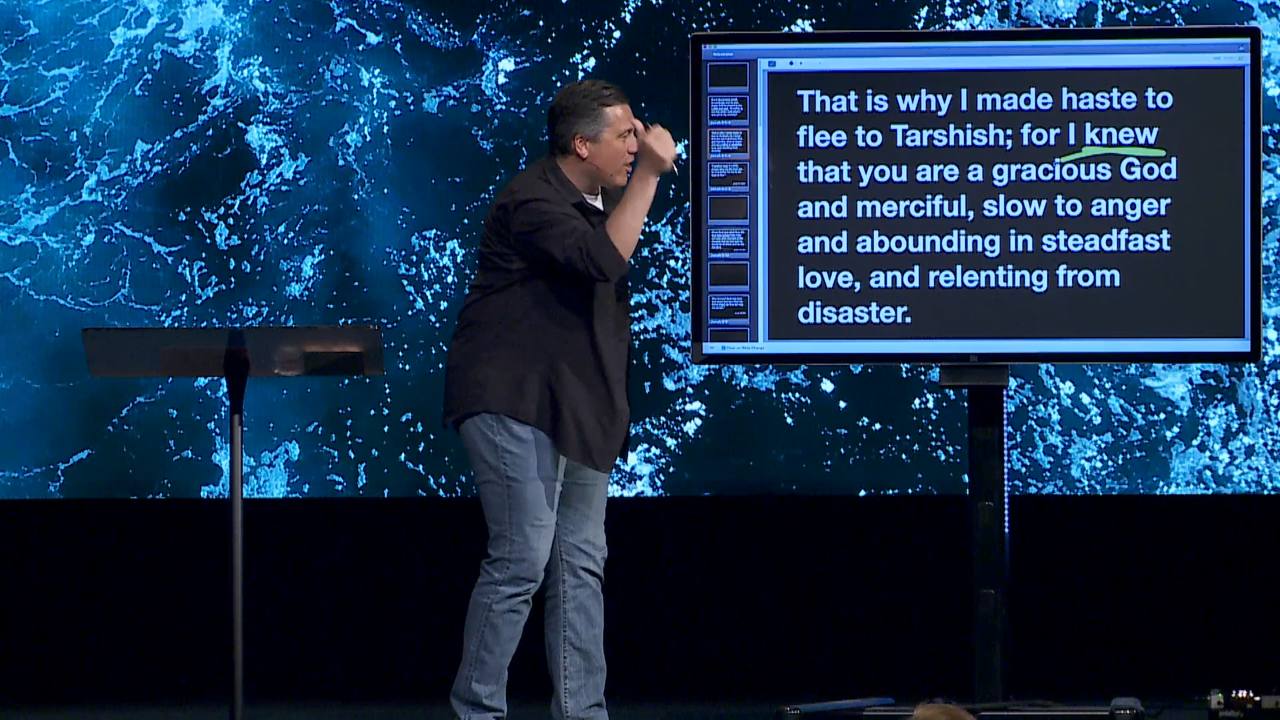 That is why I made haste to
flee to Tarshish; for I knew
that you are a gracious God
and merciful, slow to anger
and abounding in steadfast
love, and relenting from
disaster.